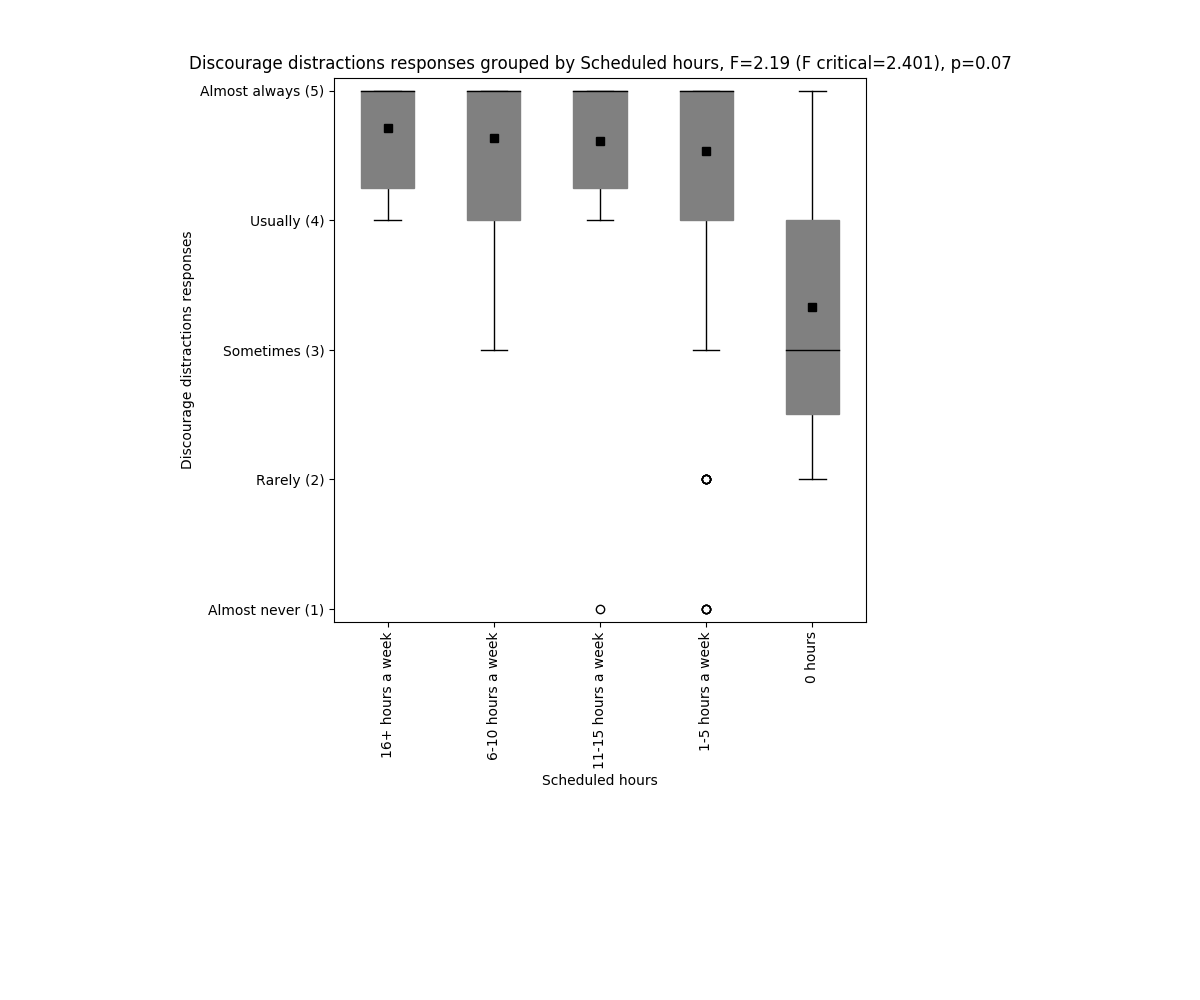 Discourage distractions responses grouped by Scheduled hours, F=2.19 (F critical=2.401), p=0.07
Almost always (5)
Usually (4)
Sometimes (3)
Rarely (2)
Almost never (1)
Discourage distractions responses
16+ hours a week
6-10 hours a week
11-15 hours a week
1-5 hours a week
0 hours
Scheduled hours